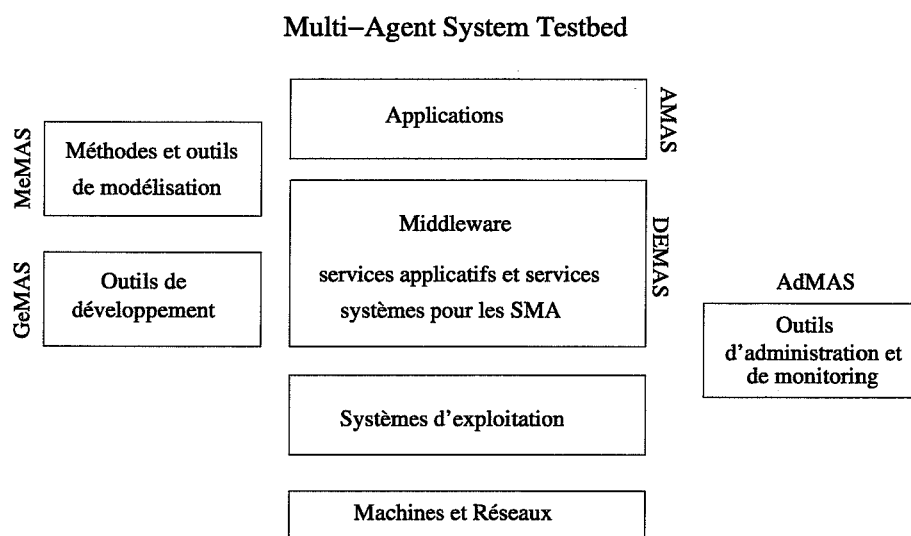 Multi–Agent System Testbed
Applications
AMAS
MeMAS
Méthodes et outils
de modélisation
Middleware
services applicatifs et services
systèmes pour les SMA
DEMAS
GeMAS
Outils de
développement
AdMAS
Outils
d’administration et
de monitoring
Systèmes d’exploitation
Machines et Réseaux